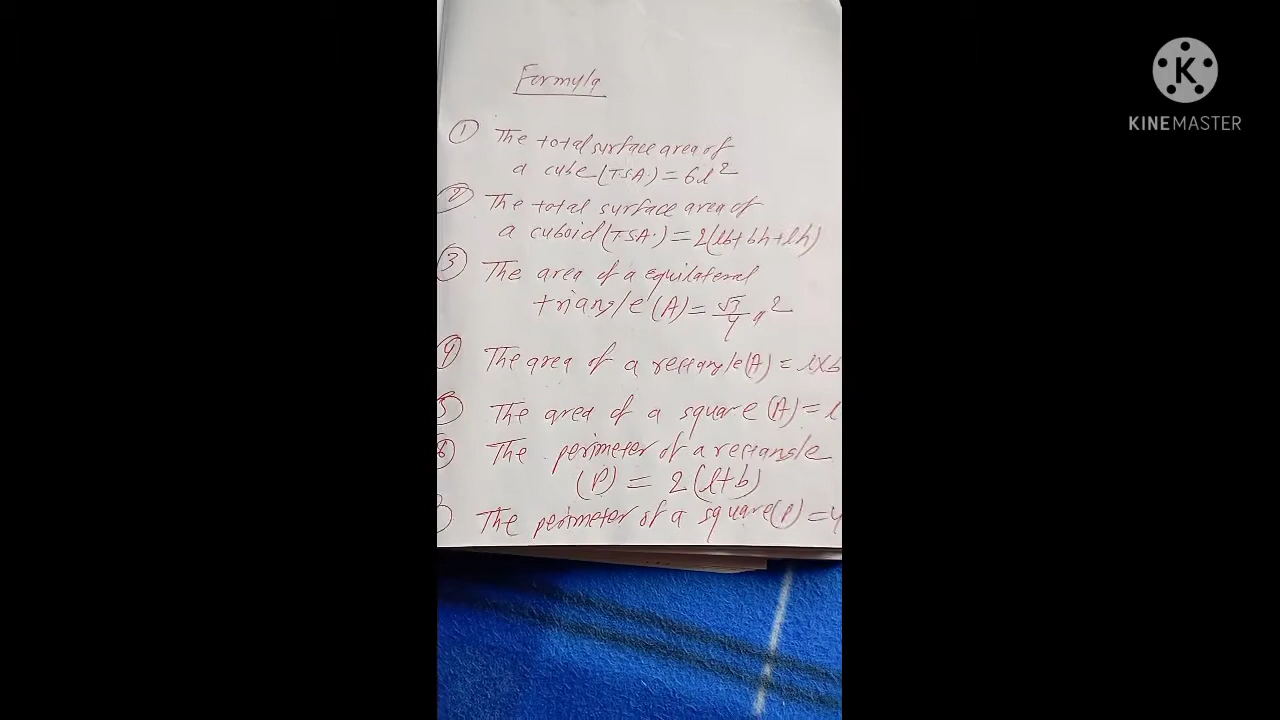 Formula
① The total surface area of
a cube (T.S.A.) = 6l²
② The total surface area of
a cuboid (T.S.A.) = 2(lb+bh+lh)
③ The area of a equilateral
triangle (A) = √3/4 a²
④ The area of a rectangle (A) = l×b
⑤ The area of a square (A) = l
⑥ The perimeter of a rectangle
(P) = 2(l+b)
The perimeter of a square (P) = 4
K
KINEMASTER